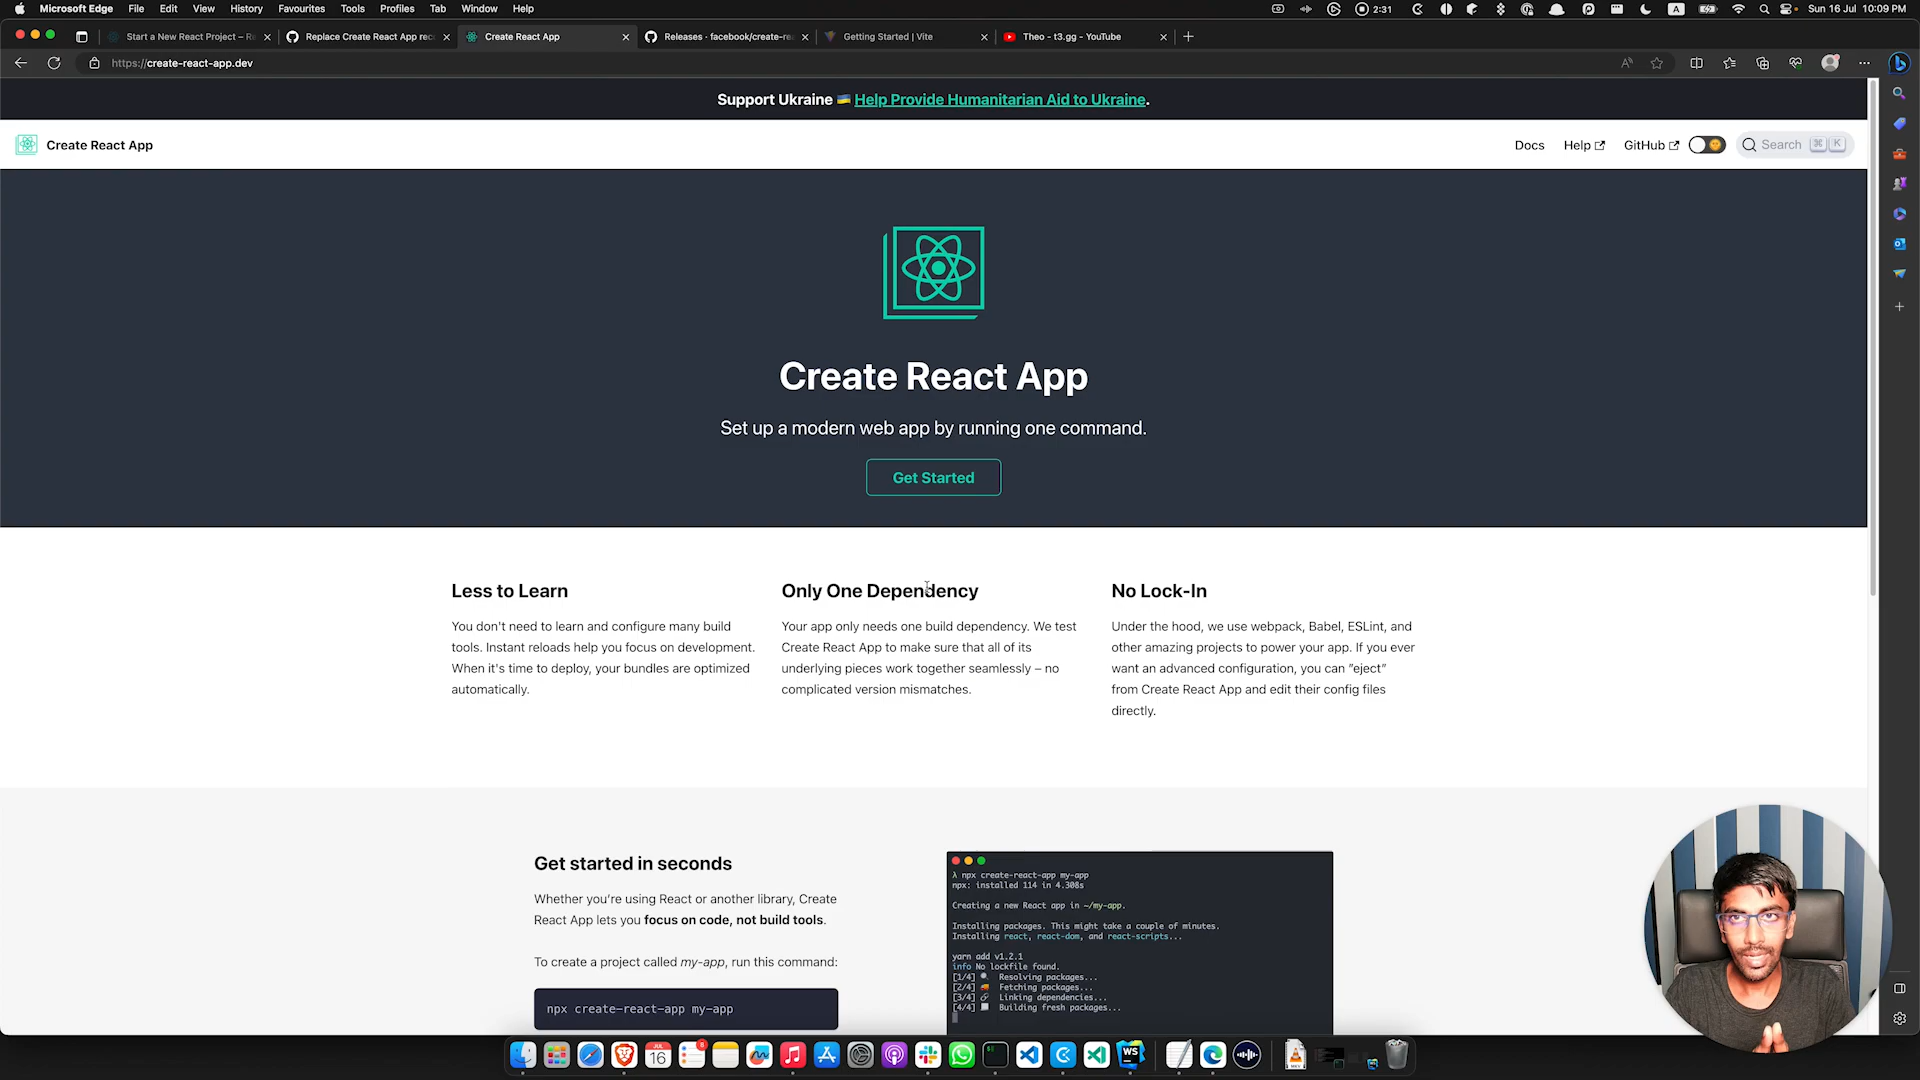 Microsoft Edge File Edit View History Favourites Tools Profiles Tab Window Help
2:31 A Sun 16 Jul 10:09 PM
Start a New React Project – Re
Replace Create React App rec
Create React App
Releases · facebook/create-re
Getting Started | Vite
Theo - t3.gg - YouTube
https://create-react-app.dev
Support Ukraine 🇺🇦 Help Provide Humanitarian Aid to Ukraine.
Create React App
Docs Help GitHub Search ⌘ K
Create React App
Set up a modern web app by running one command.
Get Started
Less to Learn
You don't need to learn and configure many build
tools. Instant reloads help you focus on development.
When it's time to deploy, your bundles are optimized
automatically.
Only One Dependency
Your app only needs one build dependency. We test
Create React App to make sure that all of its
underlying pieces work together seamlessly – no
complicated version mismatches.
No Lock-In
Under the hood, we use webpack, Babel, ESLint, and
other amazing projects to power your app. If you ever
want an advanced configuration, you can "eject"
from Create React App and edit their config files
directly.
Get started in seconds
Whether you're using React or another library, Create
React App lets you focus on code, not build tools.
To create a project called my-app, run this command:
npx create-react-app my-app
λ npx create-react-app my-app
npx: installed 114 in 4.308s
Creating a new React app in ~/my-app.
Installing packages. This might take a couple of minutes.
Installing react, react-dom, and react-scripts...
yarn add v1.2.1
info No lockfile found.
[1/4] 🔍 Resolving packages...
[2/4] 🚚 Fetching packages...
[3/4] 🔗 Linking dependencies...
[4/4] 📃 Building fresh packages...
JUL
16
8
WS